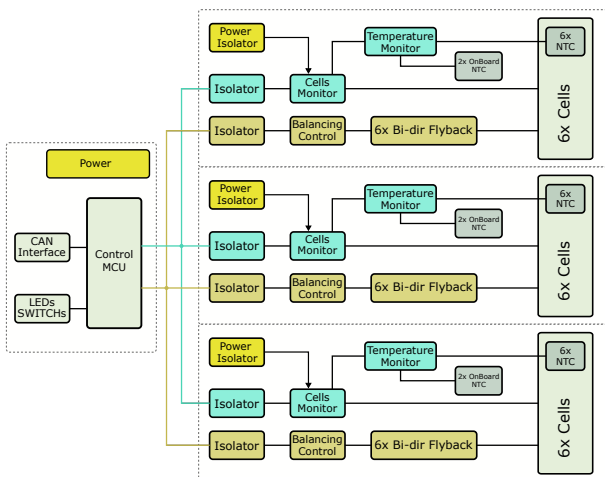 Power
Isolator
Temperature
Monitor
6x
NTC
2x OnBoard
NTC
Isolator
Cells
Monitor
Isolator
Balancing
Control
6x Bi-dir Flyback
6x Cells
Power
CAN
Interface
LEDs
SWITCHs
Control
MCU
Power
Isolator
Temperature
Monitor
6x
NTC
2x OnBoard
NTC
Isolator
Cells
Monitor
Isolator
Balancing
Control
6x Bi-dir Flyback
6x Cells
Power
Isolator
Temperature
Monitor
6x
NTC
2x OnBoard
NTC
Isolator
Cells
Monitor
Isolator
Balancing
Control
6x Bi-dir Flyback
6x Cells